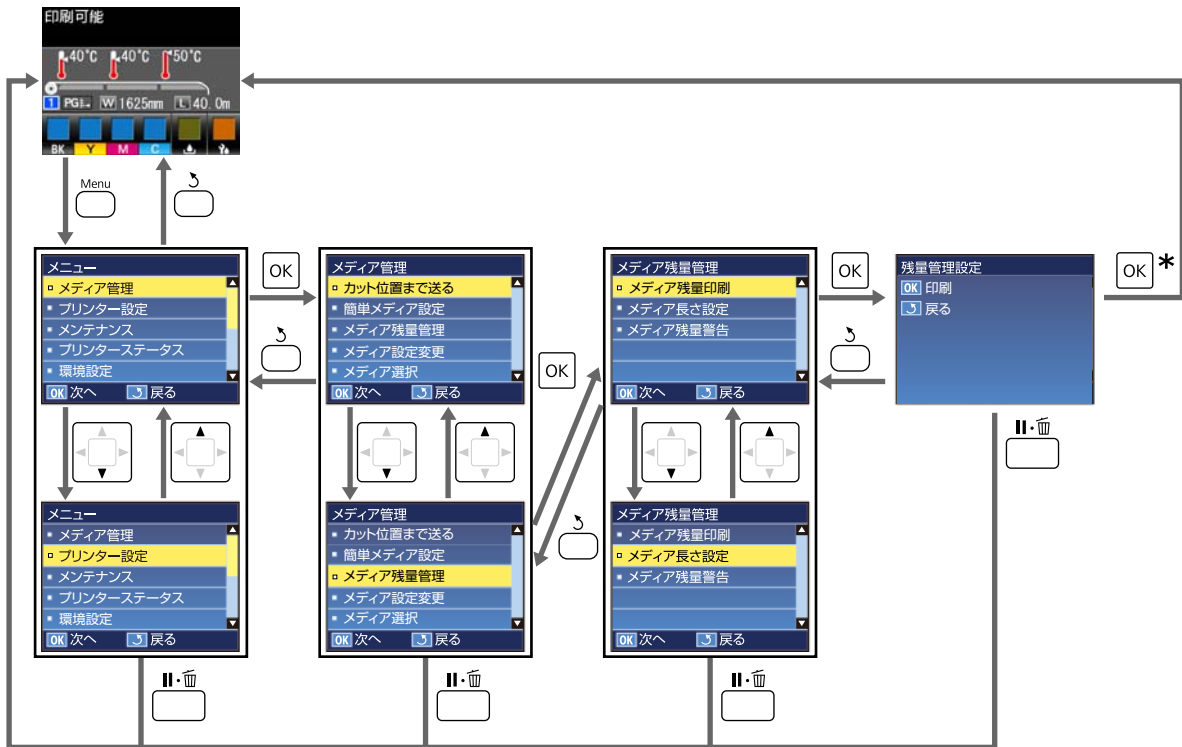 印刷可能
40°C 40°C 50°C
1 PG W 1625mm L 40.0m
BK Y M C
Menu
メニュー
メディア管理
プリンター設定
メンテナンス
プリンターステータス
環境設定
OK 次へ 戻る
OK
メディア管理
カット位置まで送る
簡単メディア設定
メディア残量管理
メディア設定変更
メディア選択
OK 次へ 戻る
OK
メディア残量管理
メディア残量印刷
メディア長さ設定
メディア残量警告
OK 次へ 戻る
OK
残量管理設定
OK 印刷
戻る
OK *
メニュー
メディア管理
プリンター設定
メンテナンス
プリンターステータス
環境設定
OK 次へ 戻る
メディア管理
カット位置まで送る
簡単メディア設定
メディア残量管理
メディア設定変更
メディア選択
OK 次へ 戻る
メディア残量管理
メディア残量印刷
メディア長さ設定
メディア残量警告
OK 次へ 戻る